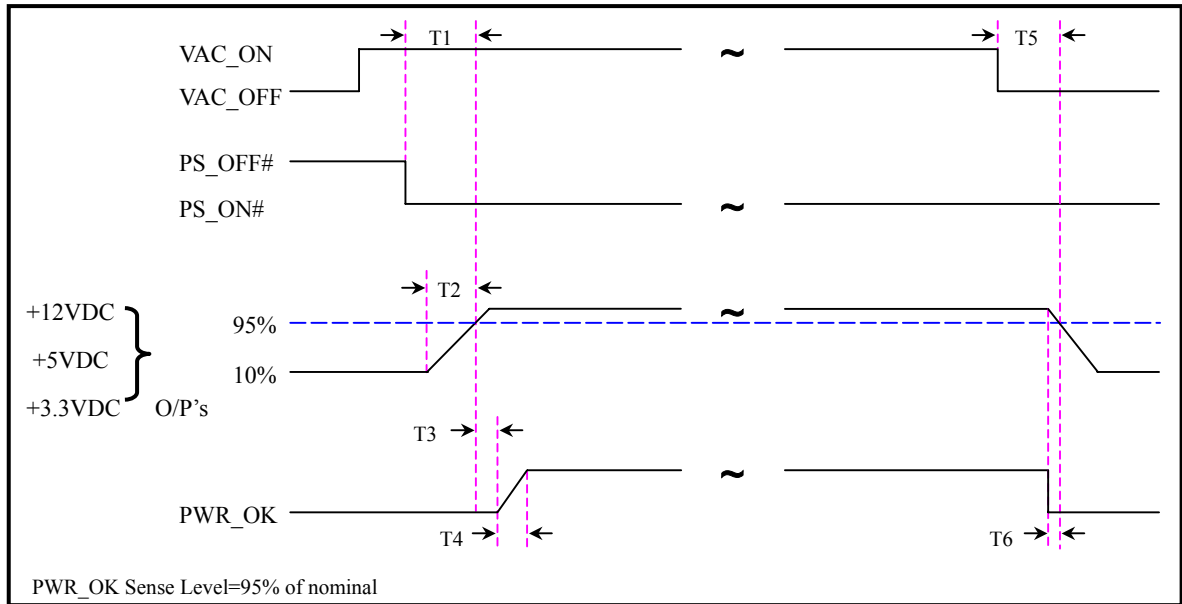 T1
T5
VAC_ON
~
VAC_OFF
PS_OFF#
PS_ON#
~
T2
+12VDC
95%
~
+5VDC
10%
+3.3VDC O/P's
T3
~
PWR_OK
T4
T6
PWR_OK Sense Level=95% of nominal